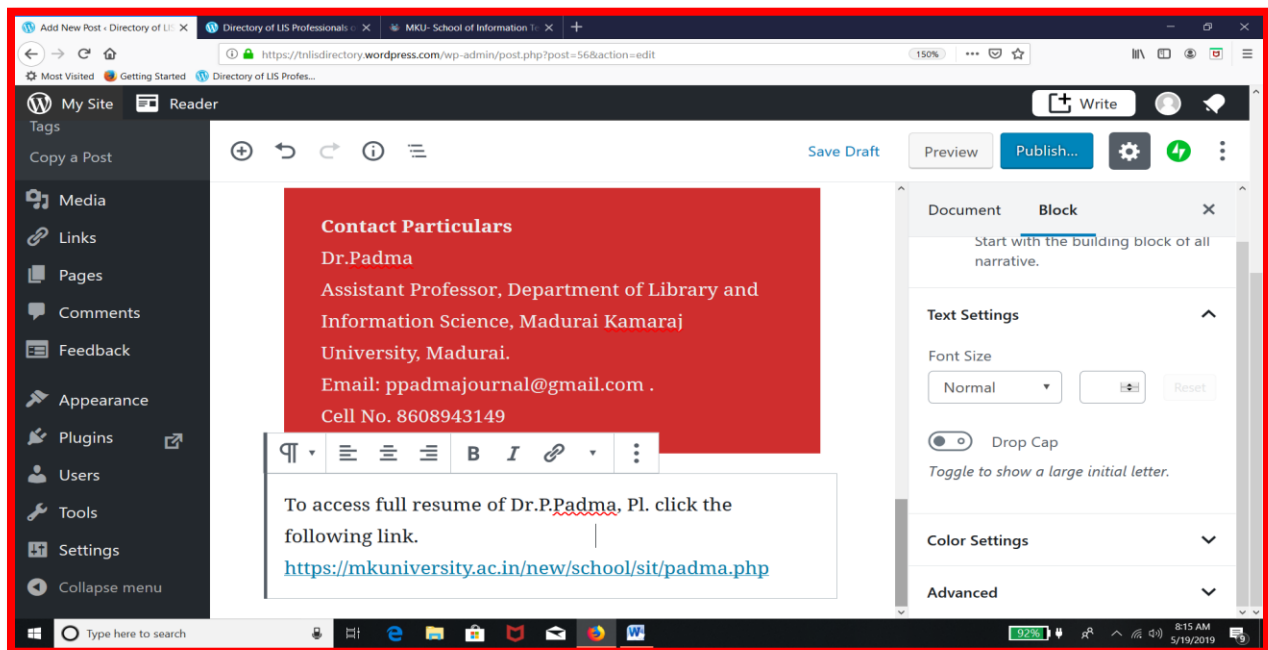 Add New Post ‹ Directory of LIS
Directory of LIS Professionals o
MKU- School of Information Te
https://tnlisdirectory.wordpress.com/wp-admin/post.php?post=56&action=edit
150%
Most Visited Getting Started Directory of LIS Profes...
My Site Reader Write
Tags
Copy a Post
Media
Links
Pages
Comments
Feedback
Appearance
Plugins
Users
Tools
Settings
Collapse menu
Save Draft Preview Publish...
Contact Particulars
Dr.Padma
Assistant Professor, Department of Library and
Information Science, Madurai Kamaraj
University, Madurai.
Email: ppadmajournal@gmail.com .
Cell No. 8608943149
B I
To access full resume of Dr.P.Padma, Pl. click the
following link.
https://mkuniversity.ac.in/new/school/sit/padma.php
Document Block
Start with the building block of all
narrative.
Text Settings
Font Size
Normal Reset
Drop Cap
Toggle to show a large initial letter.
Color Settings
Advanced
Type here to search
92%
8:15 AM
5/19/2019